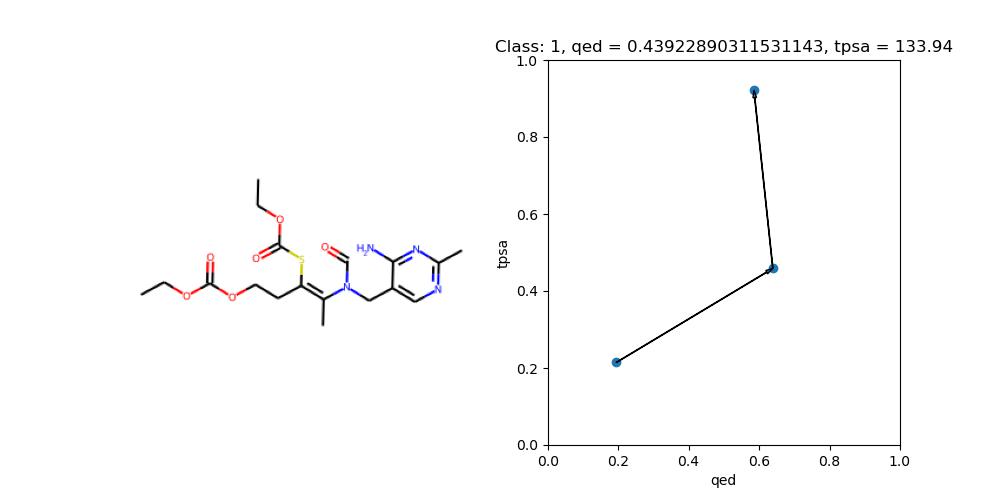 Class: 1, qed = 0.43922890311531143, tpsa = 133.94
1.0
0.8
0.6
0.4
0.2
0.0
tpsa
0.0 0.2 0.4 0.6 0.8 1.0
qed
O
O
S
O
O
O
O
N
H2N
N
N